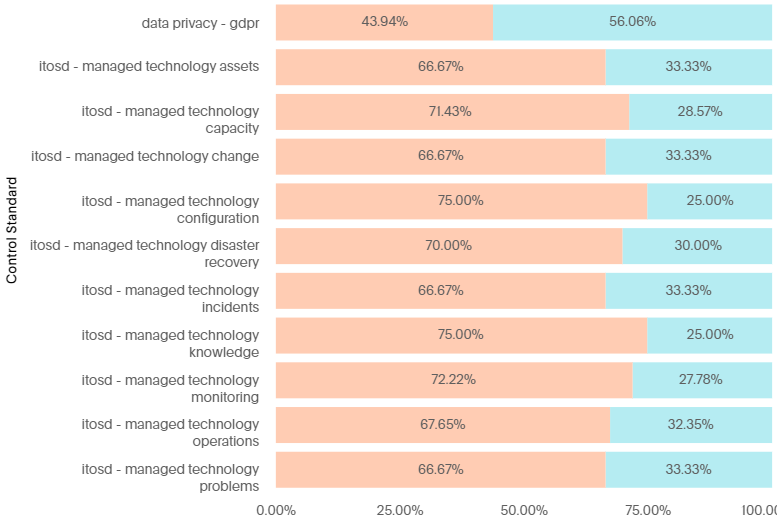 Control Standard
data privacy - gdpr
43.94%
56.06%
itosd - managed technology assets
66.67%
33.33%
itosd - managed technology
capacity
71.43%
28.57%
itosd - managed technology change
66.67%
33.33%
itosd - managed technology
configuration
75.00%
25.00%
itosd - managed technology disaster
recovery
70.00%
30.00%
itosd - managed technology
incidents
66.67%
33.33%
itosd - managed technology
knowledge
75.00%
25.00%
itosd - managed technology
monitoring
72.22%
27.78%
itosd - managed technology
operations
67.65%
32.35%
itosd - managed technology
problems
66.67%
33.33%
0.00%
25.00%
50.00%
75.00%
100.00